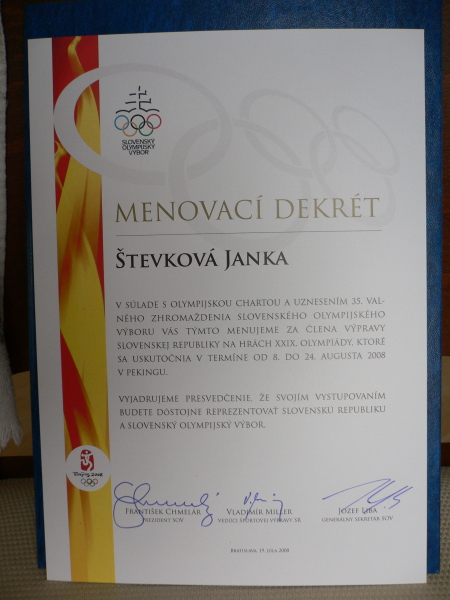 SLOVENSKÝ
OLYMPIJSKÝ
VÝBOR
MENOVACÍ DEKRÉT
ŠTEVKOVÁ JANKA
V SÚLADE S OLYMPIJSKOU CHARTOU A UZNESENÍM 35. VAL-
NÉHO ZHROMAŽDENIA SLOVENSKÉHO OLYMPIJSKÉHO
VÝBORU VÁS TÝMTO MENUJEME ZA ČLENA VÝPRAVY
SLOVENSKEJ REPUBLIKY NA HRÁCH XXIX. OLYMPIÁDY, KTORÉ
SA USKUTOČNIA V TERMÍNE OD 8. DO 24. AUGUSTA 2008
V PEKINGU.
VYJADRUJEME PRESVEDČENIE, ŽE SVOJÍM VYSTUPOVANÍM
BUDETE DÔSTOJNE REPREZENTOVAŤ SLOVENSKÚ REPUBLIKU
A SLOVENSKÝ OLYMPIJSKÝ VÝBOR.
Beijing 2008
FRANTIŠEK CHMELÁR VLADIMÍR MILLER JOZEF LIBA
PREZIDENT SOV VEDÚCI ŠPORTOVEJ VÝPRAVY SR GENERÁLNY SEKRETÁR SOV
BRATISLAVA, 15. JÚLA 2008